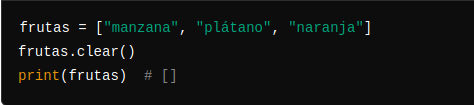 frutas = ["manzana", "plátano", "naranja"]
frutas.clear()
print(frutas)  # []